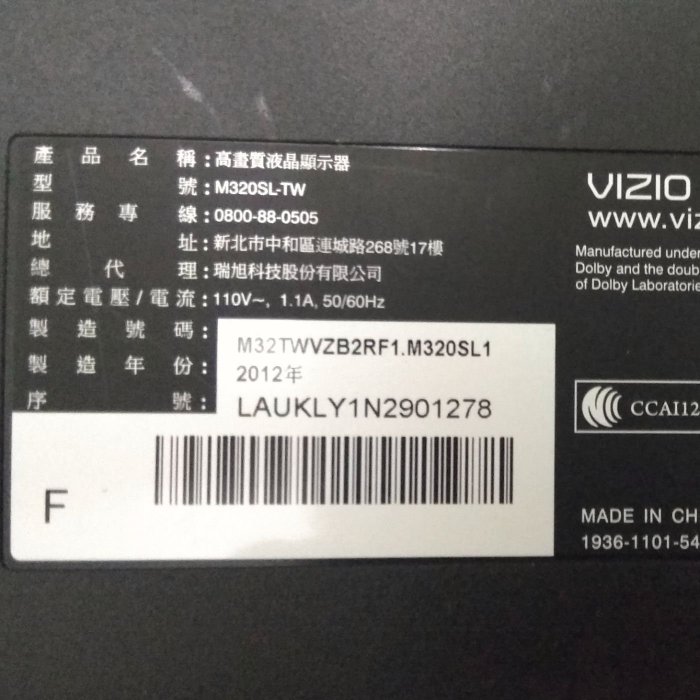 產品名稱：高畫質液晶顯示器
型號：M320SL-TW
服務專線：0800-88-0505
地址：新北市中和區連城路268號17樓
總代理：瑞旭科技股份有限公司
額定電壓/電流：110V~, 1.1A, 50/60Hz
製造號碼：M32TWVZB2RF1.M320SL1
製造年份：2012年
序號：LAUKLY1N2901278
F
VIZIO
www.viz
Manufactured under
Dolby and the doub
of Dolby Laboratorie
CCAI12
MADE IN CH
1936-1101-54